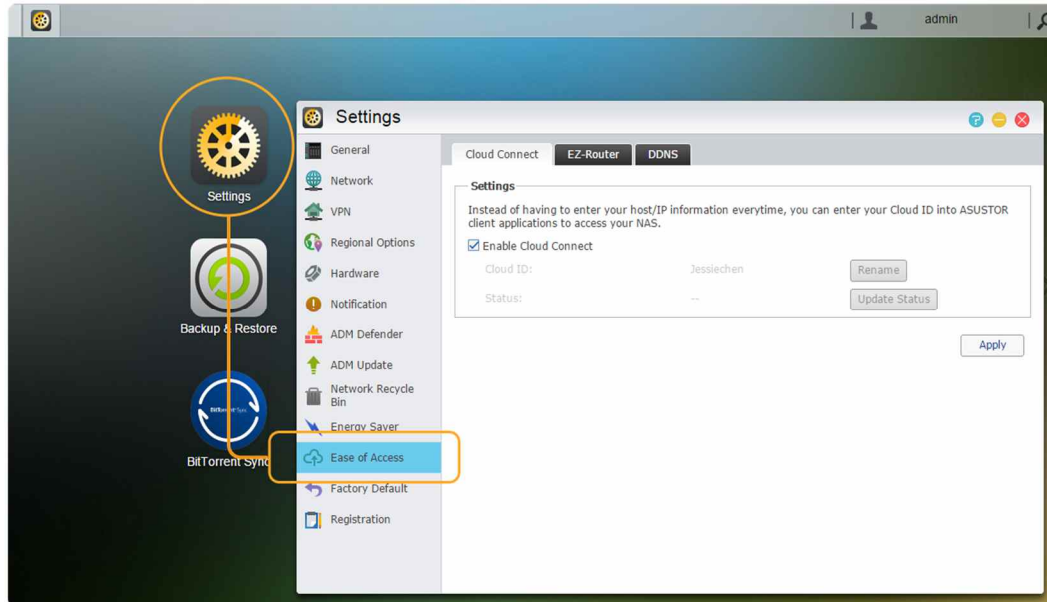 admin
Settings
Backup & Restore
BitTorrent Sync
BitTorrent Sync
Settings
General
Network
VPN
Regional Options
Hardware
Notification
ADM Defender
ADM Update
Network Recycle
Bin
Energy Saver
Ease of Access
Factory Default
Registration
Cloud Connect EZ-Router DDNS
Settings
Instead of having to enter your host/IP information everytime, you can enter your Cloud ID into ASUSTOR
client applications to access your NAS.
Enable Cloud Connect
Cloud ID: Jessiechen Rename
Status: -- Update Status
Apply